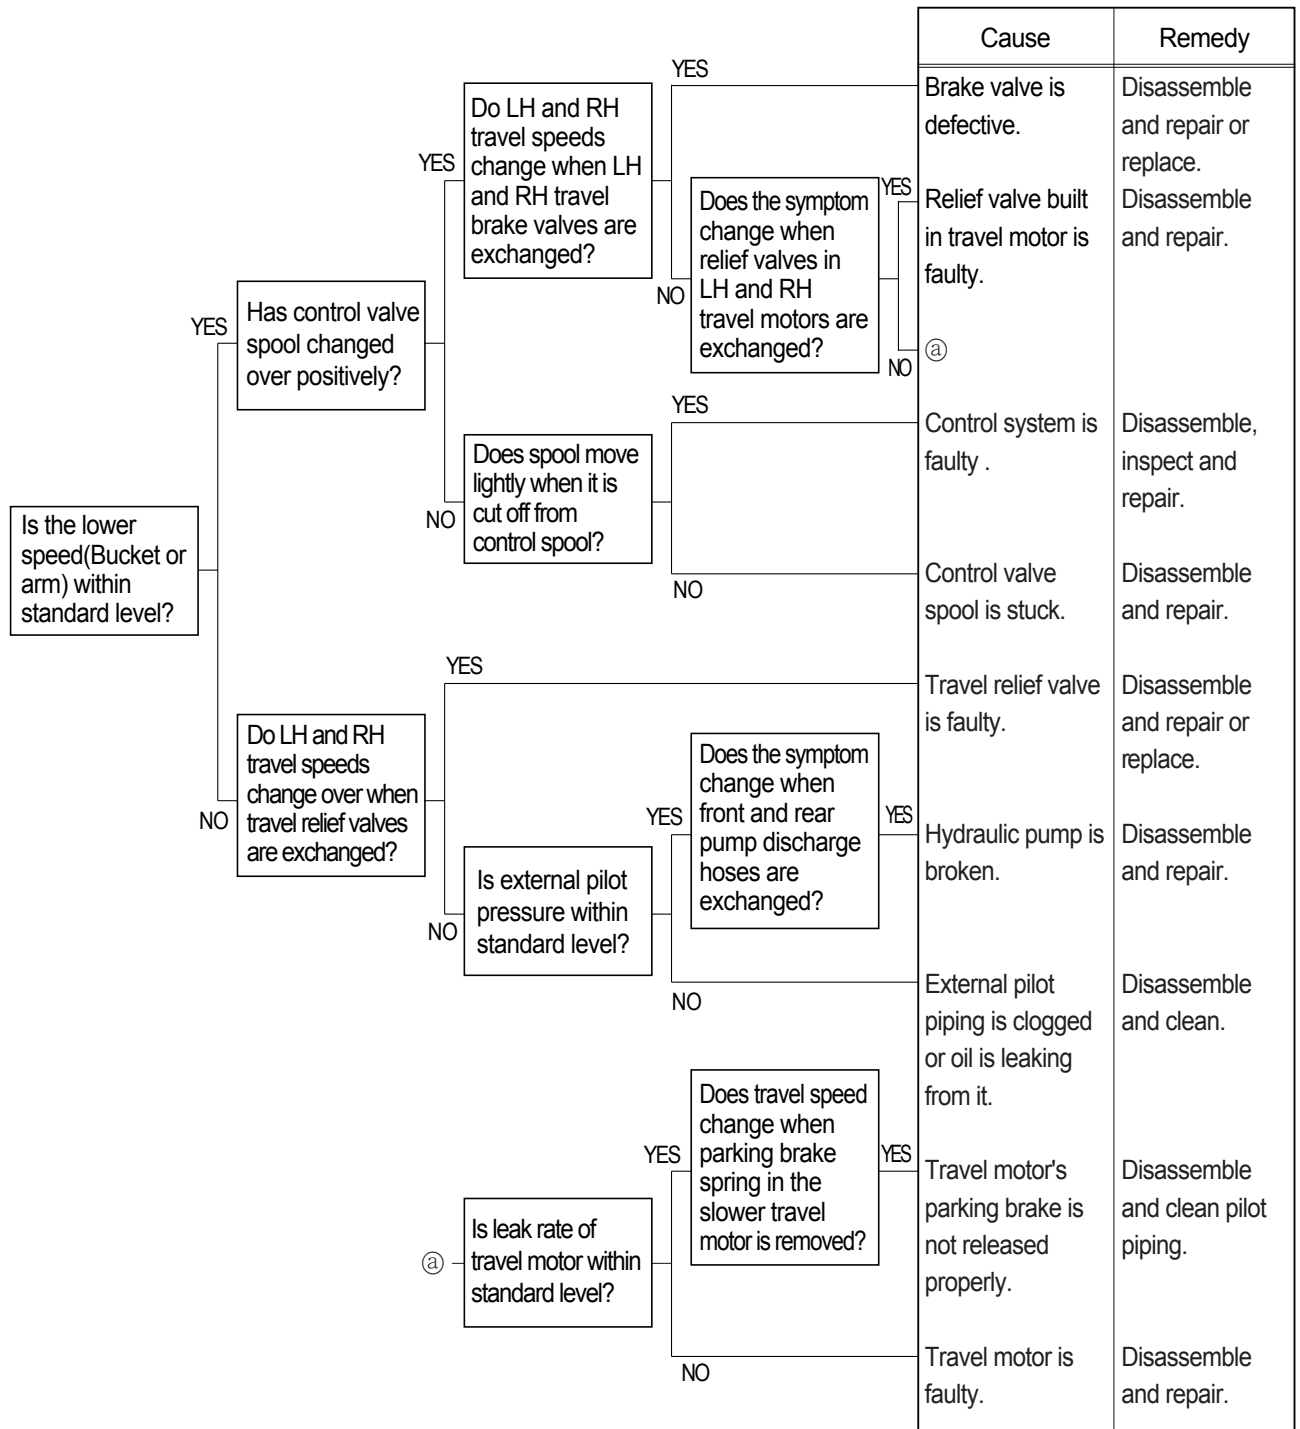 Cause
Remedy
YES
Brake valve is
defective.
Disassemble
and repair or
replace.
Do LH and RH
travel speeds
change when LH
and RH travel
brake valves are
exchanged?
YES
Does the symptom
change when
relief valves in
LH and RH
travel motors are
exchanged?
YES
Relief valve built
in travel motor is
faulty.
Disassemble
and repair.
NO
NO
ⓐ
YES
Has control valve
spool changed
over positively?
YES
Control system is
faulty .
Disassemble,
inspect and
repair.
Does spool move
lightly when it is
cut off from
control spool?
NO
Is the lower
speed(Bucket or
arm) within
standard level?
NO
Control valve
spool is stuck.
Disassemble
and repair.
YES
Travel relief valve
is faulty.
Disassemble
and repair or
replace.
Do LH and RH
travel speeds
change over when
travel relief valves
are exchanged?
NO
Does the symptom
change when
front and rear
pump discharge
hoses are
exchanged?
YES
YES
Hydraulic pump is
broken.
Disassemble
and repair.
Is external pilot
pressure within
standard level?
NO
NO
External pilot
piping is clogged
or oil is leaking
from it.
Disassemble
and clean.
Does travel speed
change when
parking brake
spring in the
slower travel
motor is removed?
YES
YES
Travel motor's
parking brake is
not released
properly.
Disassemble
and clean pilot
piping.
ⓐ
Is leak rate of
travel motor within
standard level?
NO
Travel motor is
faulty.
Disassemble
and repair.